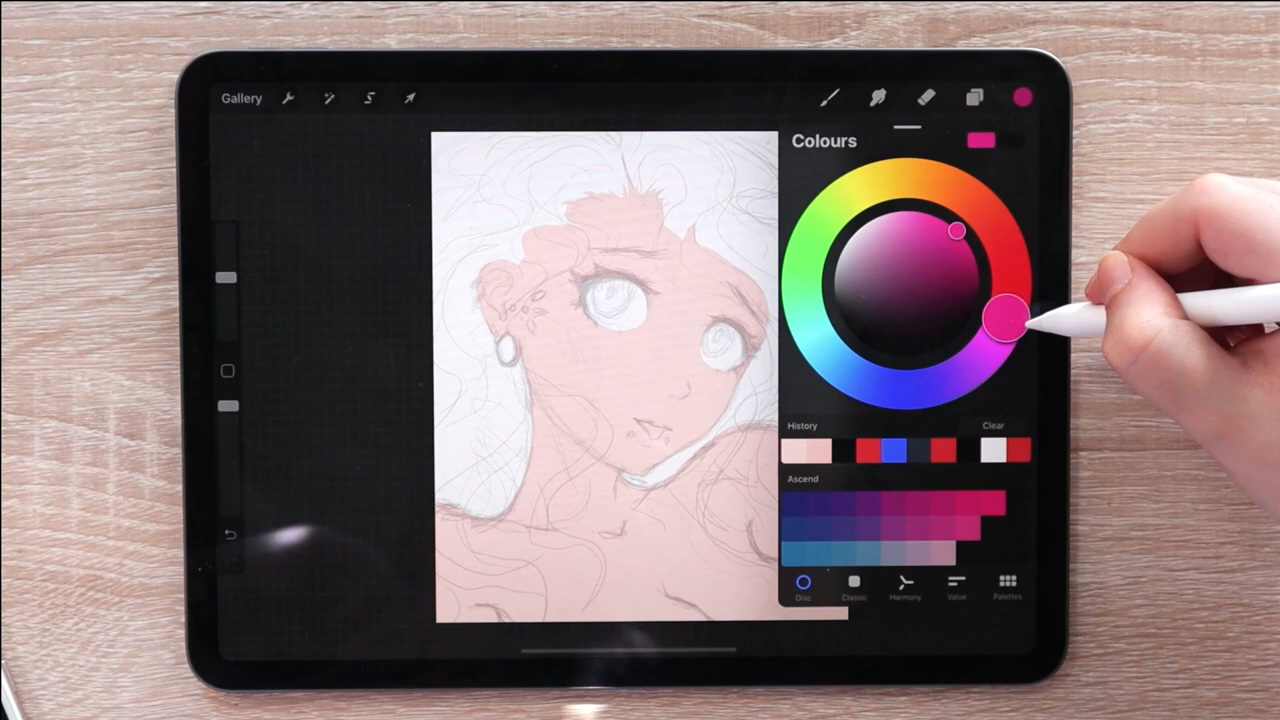 Gallery
Colours
History Clear
Ascend
Disc Classic Harmony Value Palettes